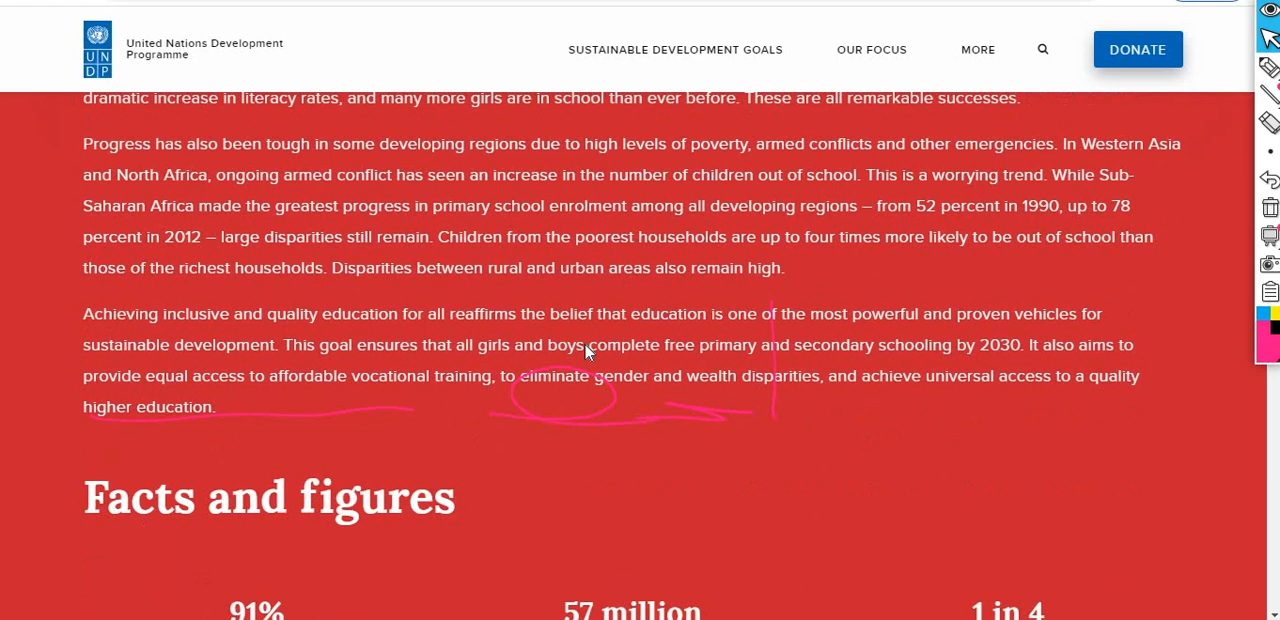 United Nations Development
Programme
UN
DP
SUSTAINABLE DEVELOPMENT GOALS
OUR FOCUS
MORE
DONATE
dramatic increase in literacy rates, and many more girls are in school than ever before. These are all remarkable successes.
Progress has also been tough in some developing regions due to high levels of poverty, armed conflicts and other emergencies. In Western Asia
and North Africa, ongoing armed conflict has seen an increase in the number of children out of school. This is a worrying trend. While Sub-
Saharan Africa made the greatest progress in primary school enrolment among all developing regions – from 52 percent in 1990, up to 78
percent in 2012 – large disparities still remain. Children from the poorest households are up to four times more likely to be out of school than
those of the richest households. Disparities between rural and urban areas also remain high.
Achieving inclusive and quality education for all reaffirms the belief that education is one of the most powerful and proven vehicles for
sustainable development. This goal ensures that all girls and boys complete free primary and secondary schooling by 2030. It also aims to
provide equal access to affordable vocational training, to eliminate gender and wealth disparities, and achieve universal access to a quality
higher education.
Facts and figures
91%
57 million
1 in 4